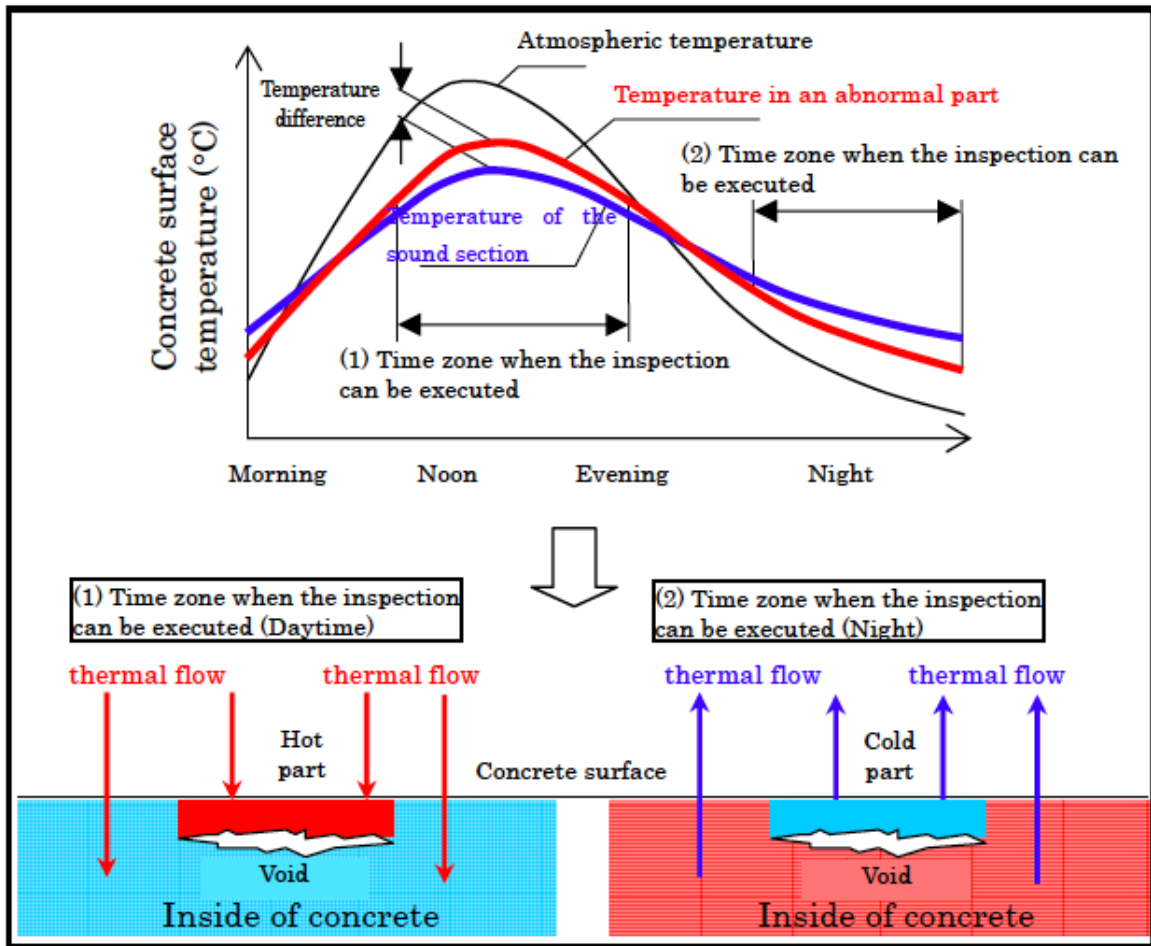 Atmospheric temperature
Temperature
difference
Temperature in an abnormal part
(2) Time zone when the inspection can
be executed
Concrete surface
temperature (°C)
Temperature of the
sound section
(1) Time zone when the inspection
can be executed
Morning
Noon
Evening
Night
(1) Time zone when the inspection
can be executed (Daytime)
(2) Time zone when the inspection
can be executed (Night)
thermal flow
thermal flow
thermal flow
thermal flow
Hot
part
Concrete surface
Cold
part
Void
Void
Inside of concrete
Inside of concrete